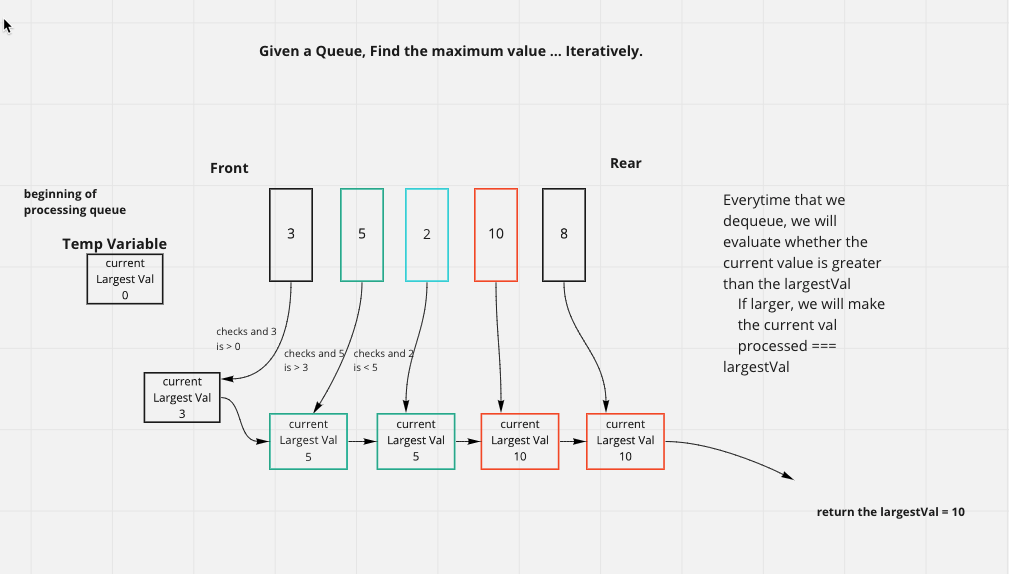 Given a Queue, Find the maximum value ... Iteratively.
Front
Rear
beginning of
processing queue
Temp Variable
current
Largest Val
0
3
5
2
10
8
Everytime that we
dequeue, we will
evaluate whether the
current value is greater
than the largestVal
If larger, we will make
the current val
processed ===
largestVal
checks and 3
is > 0
checks and 5
is > 3
checks and 2
is < 5
current
Largest Val
3
current
Largest Val
5
current
Largest Val
5
current
Largest Val
10
current
Largest Val
10
return the largestVal = 10